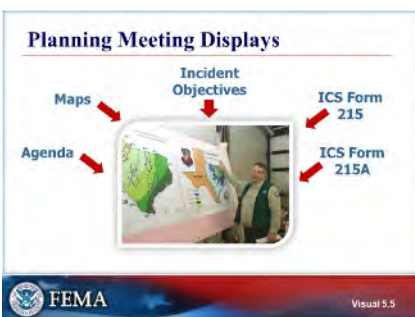 Planning Meeting Displays
Incident
Objectives
Maps
ICS Form
215
Agenda
ICS Form
215A
FEMA
Visual 5.5